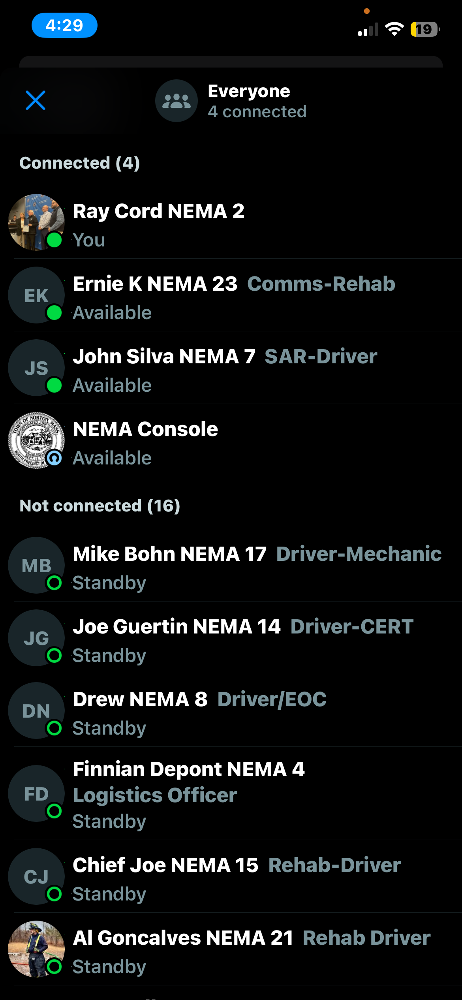 4:29
19
Everyone
4 connected
Connected (4)
Ray Cord NEMA 2
You
EK
Ernie K NEMA 23 Comms-Rehab
Available
JS
John Silva NEMA 7 SAR-Driver
Available
TOWN OF NORTON, MASS.
INCORPORATED JUNE 12, 1711
NORTH PRECINCT IN
NEMA Console
Available
Not connected (16)
MB
Mike Bohn NEMA 17 Driver-Mechanic
Standby
JG
Joe Guertin NEMA 14 Driver-CERT
Standby
DN
Drew NEMA 8 Driver/EOC
Standby
FD
Finnian Depont NEMA 4
Logistics Officer
Standby
CJ
Chief Joe NEMA 15 Rehab-Driver
Standby
Al Goncalves NEMA 21 Rehab Driver
Standby